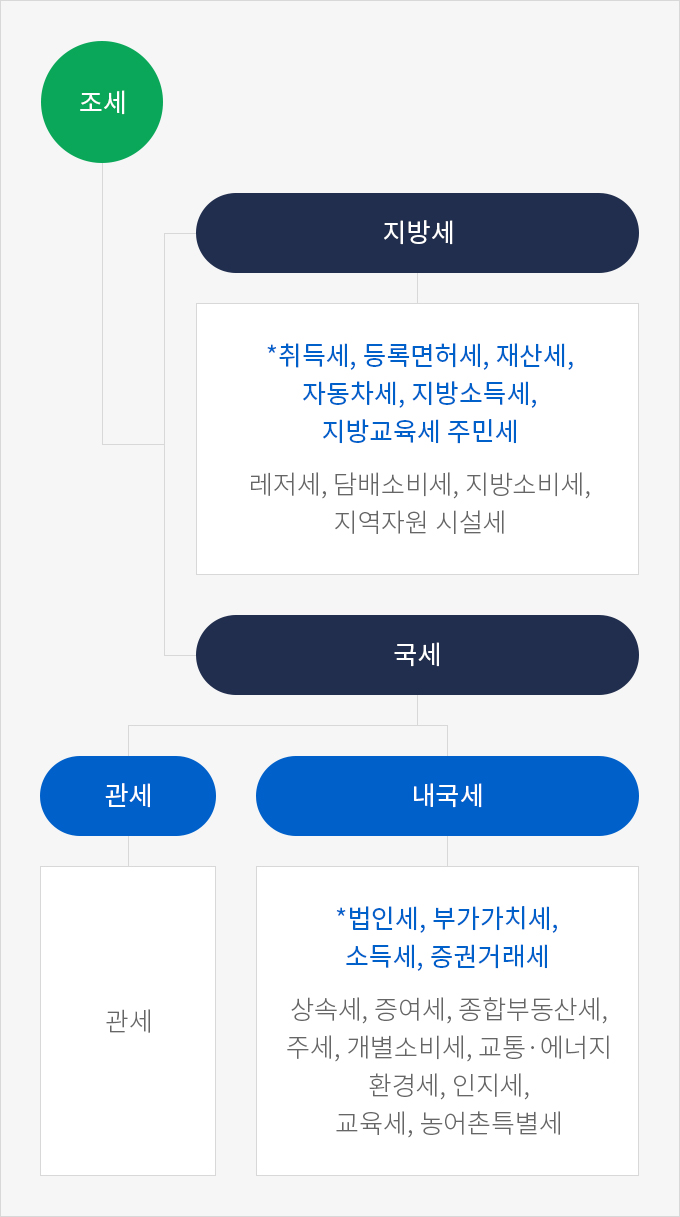 조세
지방세
*취득세, 등록면허세, 재산세,
자동차세, 지방소득세,
지방교육세 주민세
레저세, 담배소비세, 지방소비세,
지역자원 시설세
국세
관세
내국세
관세
*법인세, 부가가치세,
소득세, 증권거래세
상속세, 증여세, 종합부동산세,
주세, 개별소비세, 교통·에너지
환경세, 인지세,
교육세, 농어촌특별세